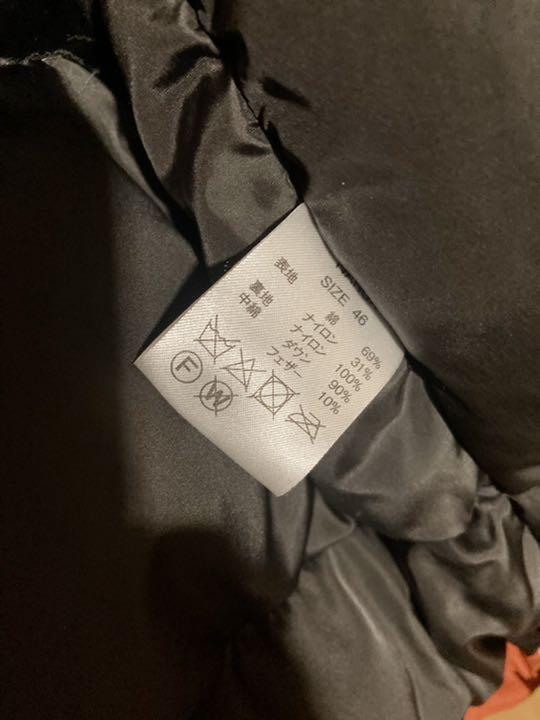 SIZE 46
表地 綿 69%
ナイロン 31%
裏地 ナイロン 100%
中綿 ダウン 90%
フェザー 10%
F W